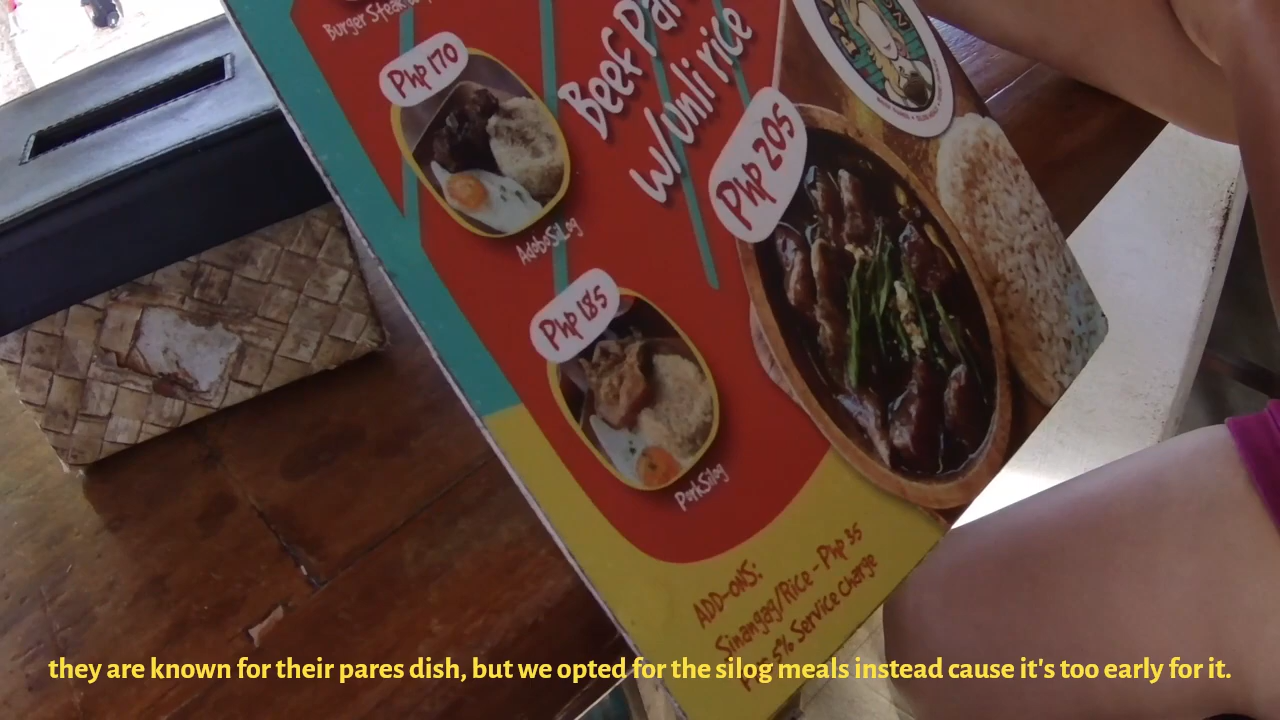 Burger Steak
Php 170
AdoboSiLog
Beef Par
w/Unli rice
Php 205
Php 185
PorkSilog
ADD-ONS:
Sinangag/Rice - Php 35
5% Service Charge
they are known for their pares dish, but we opted for the silog meals instead cause it's too early for it.